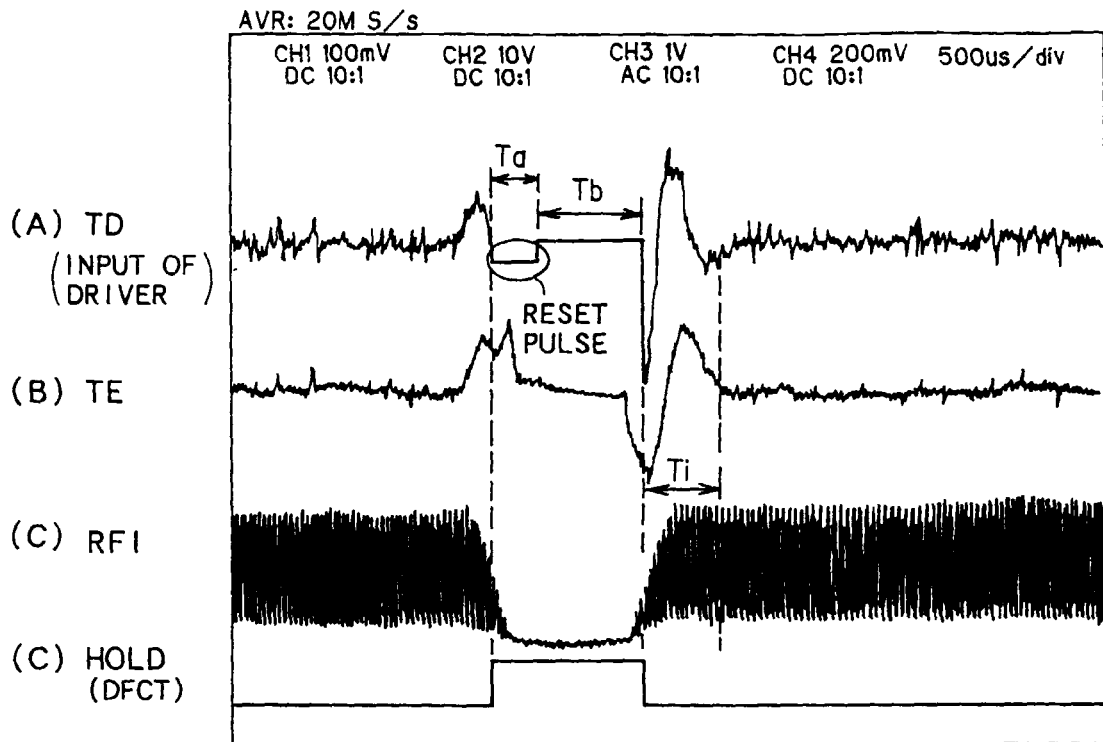 AVR: 20M S/s
CH1 100mV CH2 10V CH3 1V CH4 200mV 500us/div
DC 10:1 DC 10:1 AC 10:1 DC 10:1
Ta
Tb
(A) TD
(INPUT OF
DRIVER)
RESET
PULSE
(B) TE
Ti
(C) RFI
(C) HOLD
(DFCT)